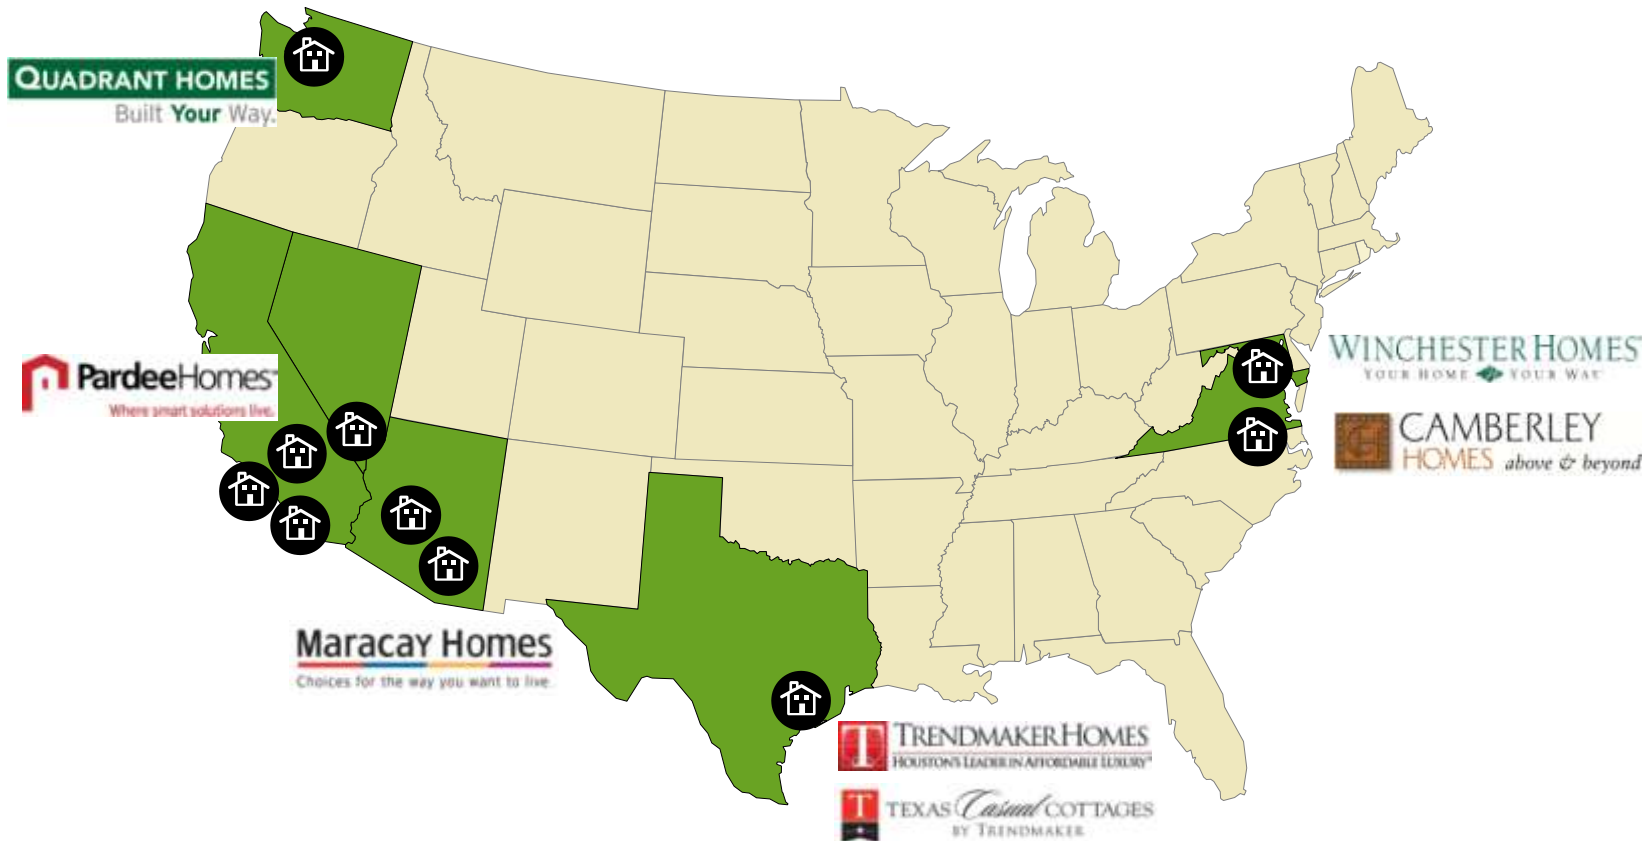 QUADRANT HOMES
Built Your Way.
PardeeHomes
Where smart solutions live.
Maracay Homes
Choices for the way you want to live
TRENDMAKER HOMES
HOUSTON'S LEADER IN AFFORDABLE LUXURY
TEXAS Casual COTTAGES
BY TRENDMAKER
WINCHESTER HOMES
YOUR HOME YOUR WAY
CAMBERLEY
HOMES above & beyond